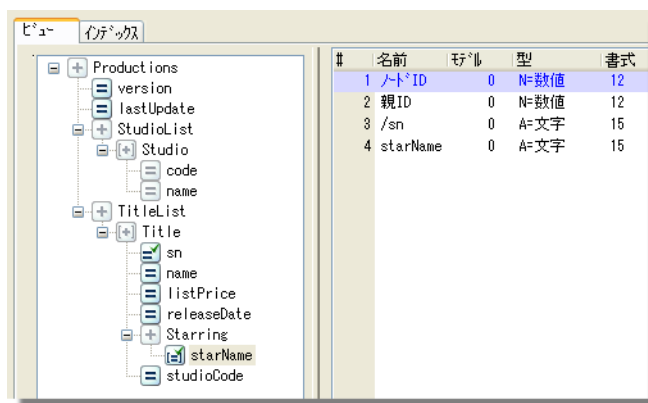 ビュー インデックス
Productions
version
lastUpdate
StudioList
Studio
code
name
TitleList
Title
sn
name
listPrice
releaseDate
Starring
starName
studioCode
# 名前 モデル 型 書式
1 ノードID 0 N=数値 12
2 親ID 0 N=数値 12
3 /sn 0 A=文字 15
4 starName 0 A=文字 15